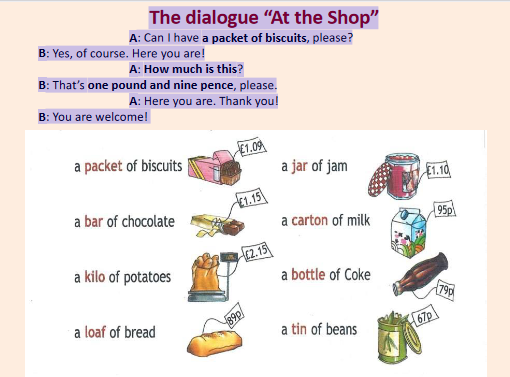 The dialogue “At the Shop”
A: Can I have a packet of biscuits, please?
B: Yes, of course. Here you are!
A: How much is this?
B: That’s one pound and nine pence, please.
A: Here you are. Thank you!
B: You are welcome!
a packet of biscuits £1.09 a jar of jam £1.10
a bar of chocolate £1.15 a carton of milk 95p
a kilo of potatoes £2.15 a bottle of Coke 79p
a loaf of bread 89p a tin of beans 67p